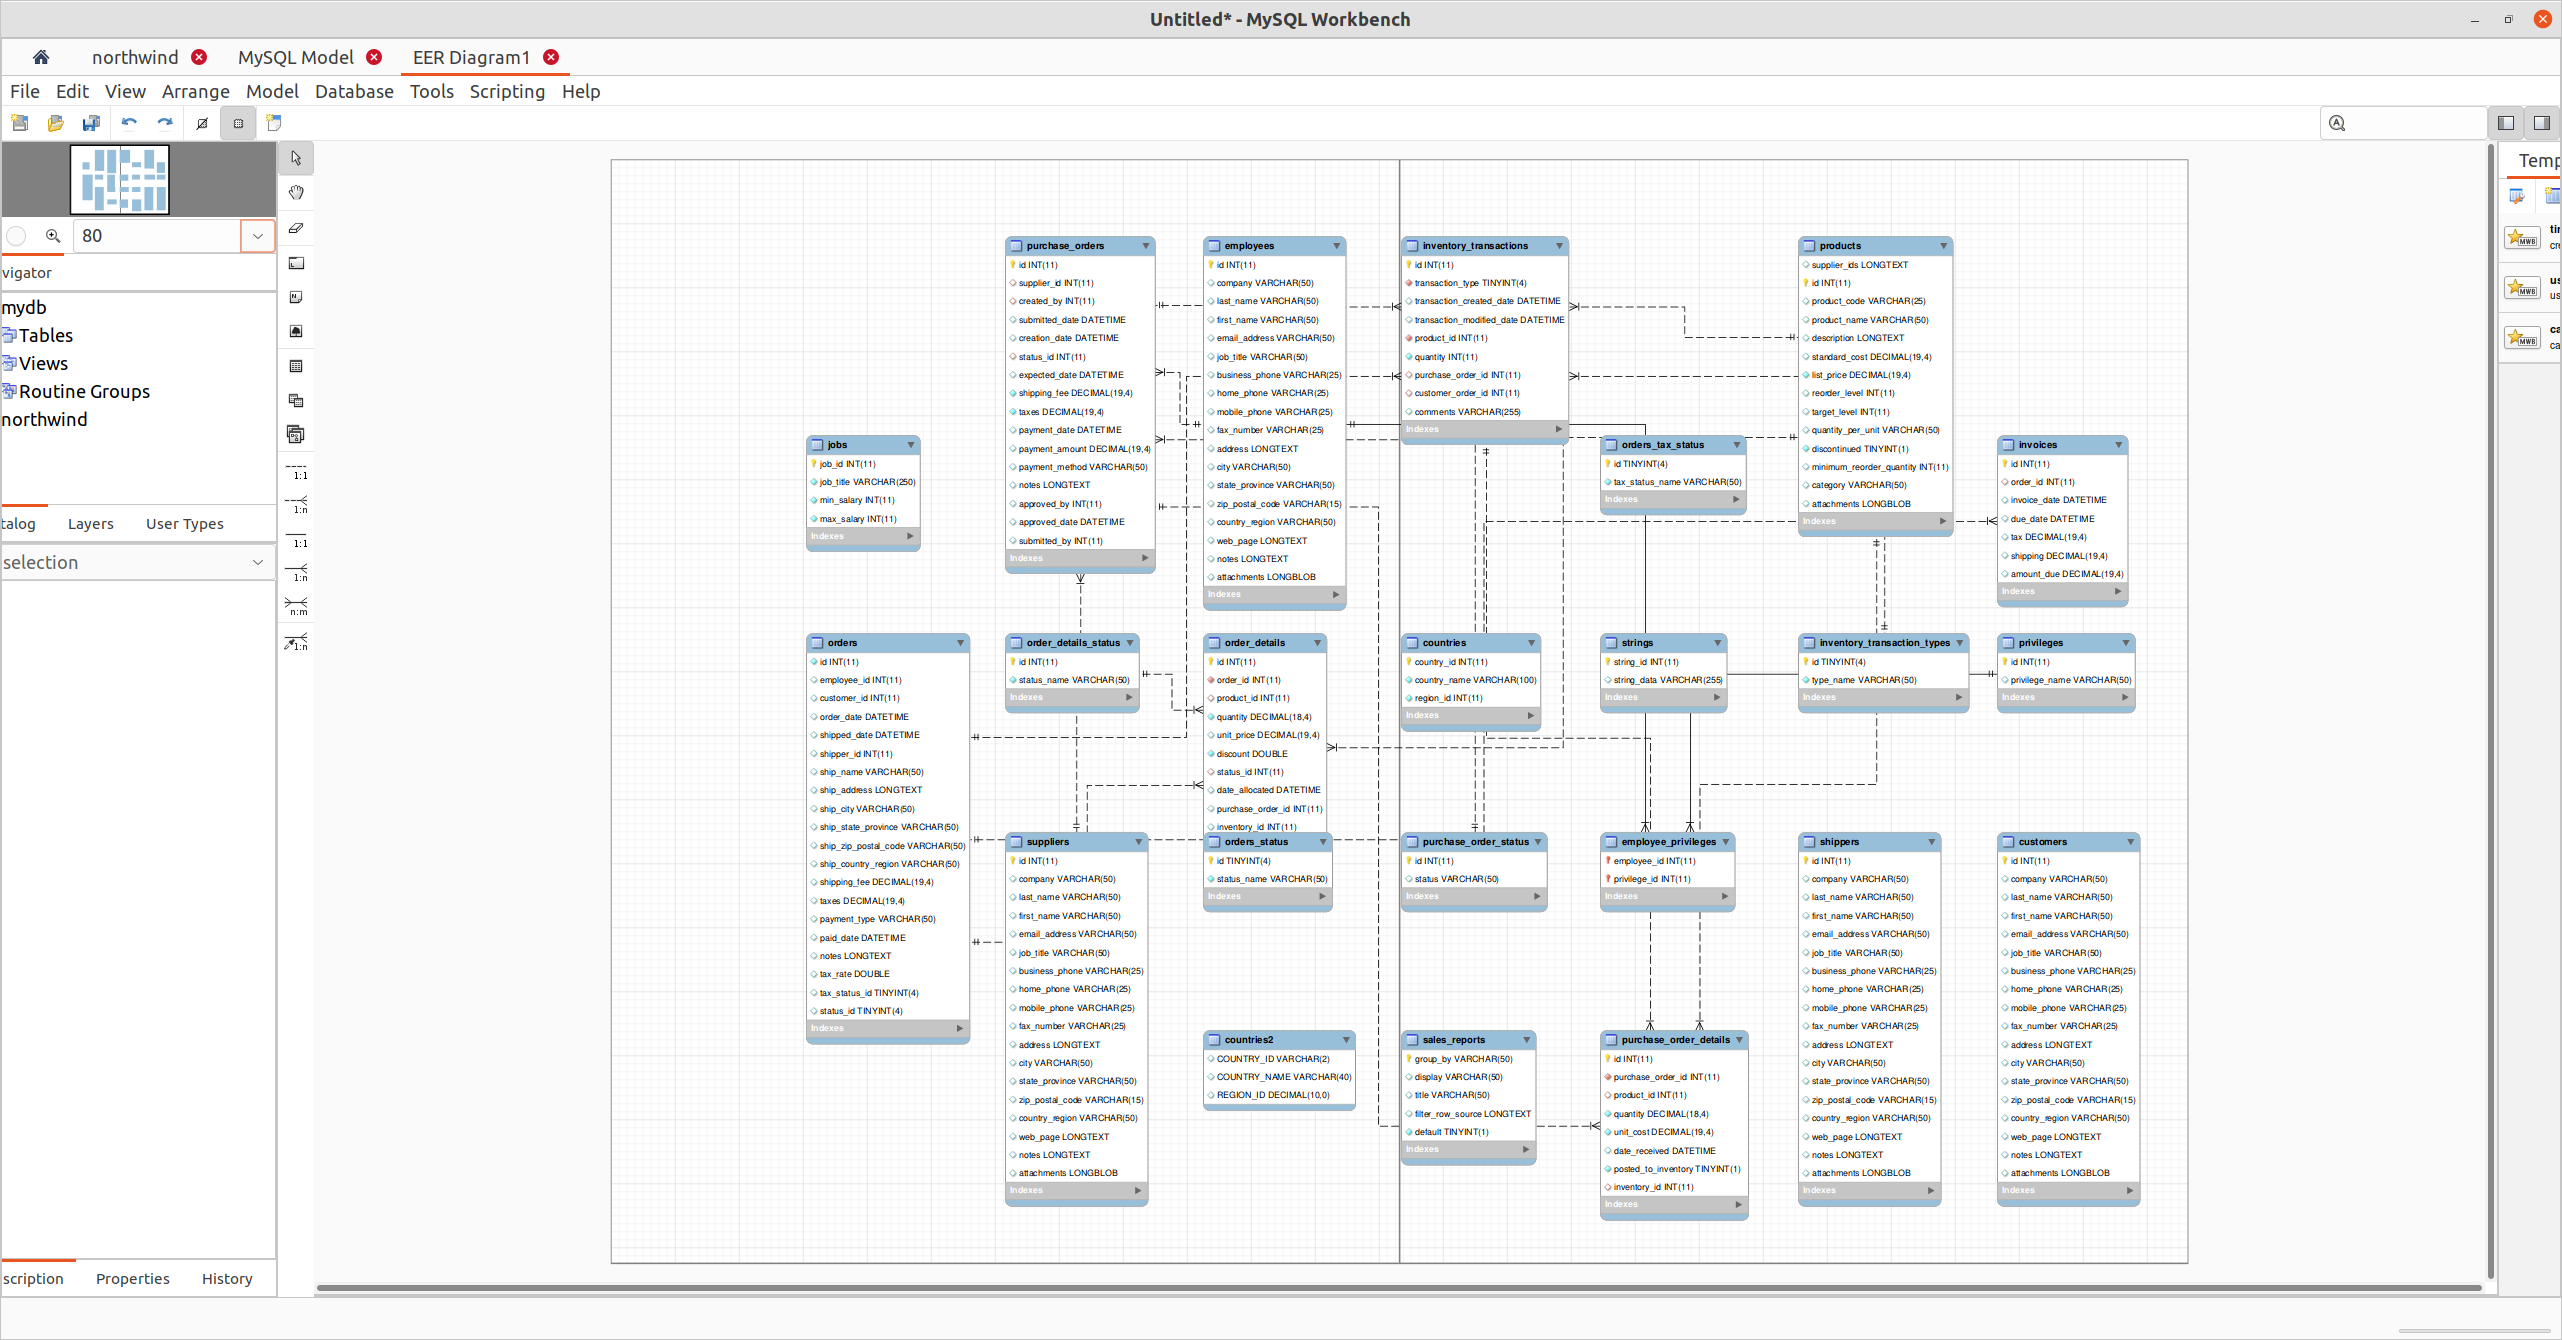 Untitled* - MySQL Workbench
northwind
MySQL Model
EER Diagram1
File Edit View Arrange Model Database Tools Scripting Help
80
vigator
mydb
Tables
Views
Routine Groups
northwind
talog Layers User Types
selection
scription Properties History
1:1
1:n
1:1
1:n
n:m
1:n
Temp
tir
cre
us
us
ca
ca
purchase_orders
id INT(11)
supplier_id INT(11)
created_by INT(11)
submitted_date DATETIME
creation_date DATETIME
status_id INT(11)
expected_date DATETIME
shipping_fee DECIMAL(19,4)
taxes DECIMAL(19,4)
payment_date DATETIME
payment_amount DECIMAL(19,4)
payment_method VARCHAR(50)
notes LONGTEXT
approved_by INT(11)
approved_date DATETIME
submitted_by INT(11)
Indexes
employees
id INT(11)
company VARCHAR(50)
last_name VARCHAR(50)
first_name VARCHAR(50)
email_address VARCHAR(50)
job_title VARCHAR(50)
business_phone VARCHAR(25)
home_phone VARCHAR(25)
mobile_phone VARCHAR(25)
fax_number VARCHAR(25)
address LONGTEXT
city VARCHAR(50)
state_province VARCHAR(50)
zip_postal_code VARCHAR(15)
country_region VARCHAR(50)
web_page LONGTEXT
notes LONGTEXT
attachments LONGBLOB
Indexes
inventory_transactions
id INT(11)
transaction_type TINYINT(4)
transaction_created_date DATETIME
transaction_modified_date DATETIME
product_id INT(11)
quantity INT(11)
purchase_order_id INT(11)
customer_order_id INT(11)
comments VARCHAR(255)
Indexes
products
supplier_ids LONGTEXT
id INT(11)
product_code VARCHAR(25)
product_name VARCHAR(50)
description LONGTEXT
standard_cost DECIMAL(19,4)
list_price DECIMAL(19,4)
reorder_level INT(11)
target_level INT(11)
quantity_per_unit VARCHAR(50)
discontinued TINYINT(1)
minimum_reorder_quantity INT(11)
category VARCHAR(50)
attachments LONGBLOB
Indexes
jobs
job_id INT(11)
job_title VARCHAR(250)
min_salary INT(11)
max_salary INT(11)
Indexes
orders_tax_status
id TINYINT(4)
tax_status_name VARCHAR(50)
Indexes
invoices
id INT(11)
order_id INT(11)
invoice_date DATETIME
due_date DATETIME
tax DECIMAL(19,4)
shipping DECIMAL(19,4)
amount_due DECIMAL(19,4)
Indexes
orders
id INT(11)
employee_id INT(11)
customer_id INT(11)
order_date DATETIME
shipped_date DATETIME
shipper_id INT(11)
ship_name VARCHAR(50)
ship_address LONGTEXT
ship_city VARCHAR(50)
ship_state_province VARCHAR(50)
ship_zip_postal_code VARCHAR(50)
ship_country_region VARCHAR(50)
shipping_fee DECIMAL(19,4)
taxes DECIMAL(19,4)
payment_type VARCHAR(50)
paid_date DATETIME
notes LONGTEXT
tax_rate DOUBLE
tax_status_id TINYINT(4)
status_id TINYINT(4)
Indexes
order_details_status
id INT(11)
status_name VARCHAR(50)
Indexes
order_details
id INT(11)
order_id INT(11)
product_id INT(11)
quantity DECIMAL(18,4)
unit_price DECIMAL(19,4)
discount DOUBLE
status_id INT(11)
date_allocated DATETIME
purchase_order_id INT(11)
inventory_id INT(11)
countries
country_id INT(11)
country_name VARCHAR(100)
region_id INT(11)
Indexes
strings
string_id INT(11)
string_data VARCHAR(255)
Indexes
inventory_transaction_types
id TINYINT(4)
type_name VARCHAR(50)
Indexes
privileges
id INT(11)
privilege_name VARCHAR(50)
Indexes
suppliers
id INT(11)
company VARCHAR(50)
last_name VARCHAR(50)
first_name VARCHAR(50)
email_address VARCHAR(50)
job_title VARCHAR(50)
business_phone VARCHAR(25)
home_phone VARCHAR(25)
mobile_phone VARCHAR(25)
fax_number VARCHAR(25)
address LONGTEXT
city VARCHAR(50)
state_province VARCHAR(50)
zip_postal_code VARCHAR(15)
country_region VARCHAR(50)
web_page LONGTEXT
notes LONGTEXT
attachments LONGBLOB
Indexes
orders_status
id TINYINT(4)
status_name VARCHAR(50)
Indexes
purchase_order_status
id INT(11)
status VARCHAR(50)
Indexes
employee_privileges
employee_id INT(11)
privilege_id INT(11)
Indexes
shippers
id INT(11)
company VARCHAR(50)
last_name VARCHAR(50)
first_name VARCHAR(50)
email_address VARCHAR(50)
job_title VARCHAR(50)
business_phone VARCHAR(25)
home_phone VARCHAR(25)
mobile_phone VARCHAR(25)
fax_number VARCHAR(25)
address LONGTEXT
city VARCHAR(50)
state_province VARCHAR(50)
zip_postal_code VARCHAR(15)
country_region VARCHAR(50)
web_page LONGTEXT
notes LONGTEXT
attachments LONGBLOB
Indexes
customers
id INT(11)
company VARCHAR(50)
last_name VARCHAR(50)
first_name VARCHAR(50)
email_address VARCHAR(50)
job_title VARCHAR(50)
business_phone VARCHAR(25)
home_phone VARCHAR(25)
mobile_phone VARCHAR(25)
fax_number VARCHAR(25)
address LONGTEXT
city VARCHAR(50)
state_province VARCHAR(50)
zip_postal_code VARCHAR(15)
country_region VARCHAR(50)
web_page LONGTEXT
notes LONGTEXT
attachments LONGBLOB
Indexes
countries2
COUNTRY_ID VARCHAR(2)
COUNTRY_NAME VARCHAR(40)
REGION_ID DECIMAL(10,0)
sales_reports
group_by VARCHAR(50)
display VARCHAR(50)
title VARCHAR(50)
filter_row_source LONGTEXT
default TINYINT(1)
Indexes
purchase_order_details
id INT(11)
purchase_order_id INT(11)
product_id INT(11)
quantity DECIMAL(18,4)
unit_cost DECIMAL(19,4)
date_received DATETIME
posted_to_inventory TINYINT(1)
inventory_id INT(11)
Indexes